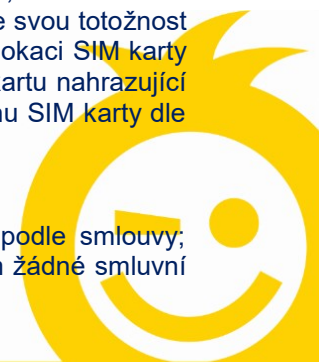 e svou totožnost
okaci SIM karty
artu nahrazující
nu SIM karty dle
podle smlouvy;
žádné smluvní